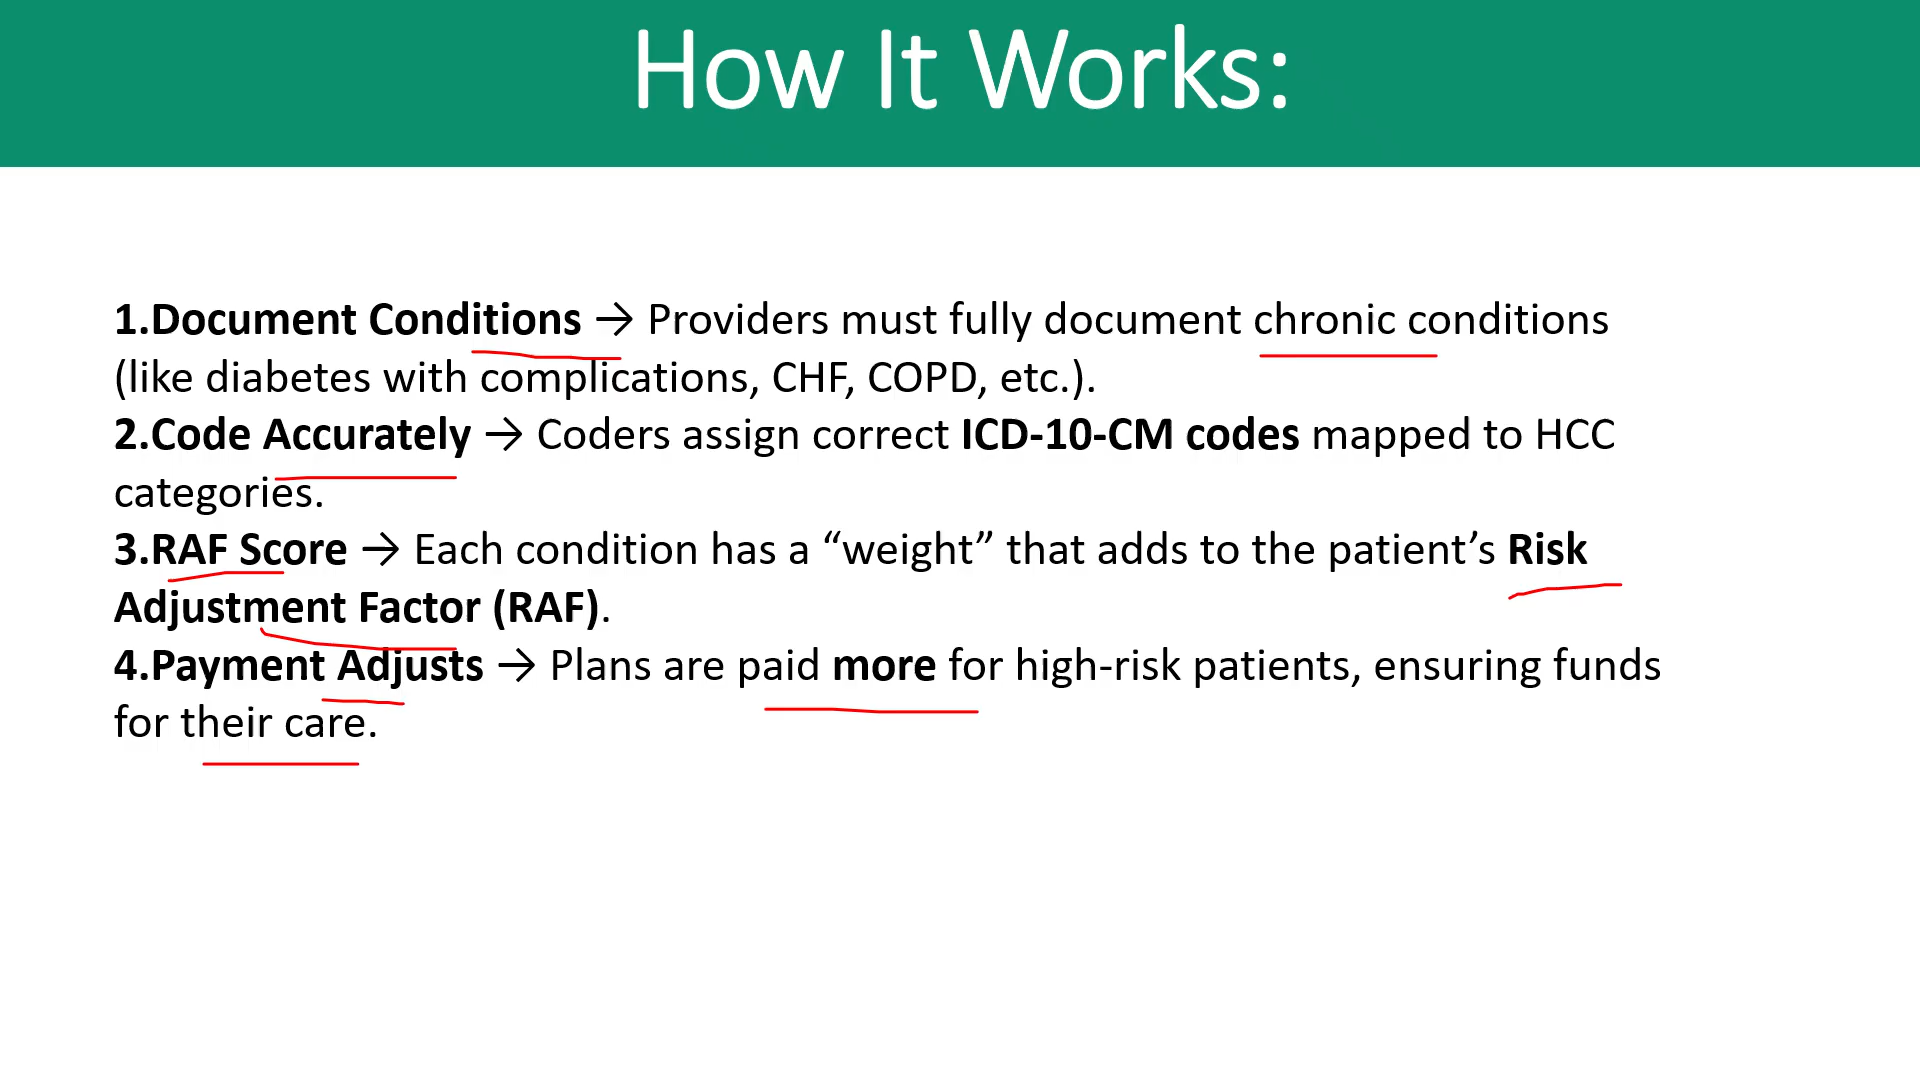 How It Works:
1.Document Conditions → Providers must fully document chronic conditions
(like diabetes with complications, CHF, COPD, etc.).
2.Code Accurately → Coders assign correct ICD-10-CM codes mapped to HCC
categories.
3.RAF Score → Each condition has a “weight” that adds to the patient’s Risk
Adjustment Factor (RAF).
4.Payment Adjusts → Plans are paid more for high-risk patients, ensuring funds
for their care.